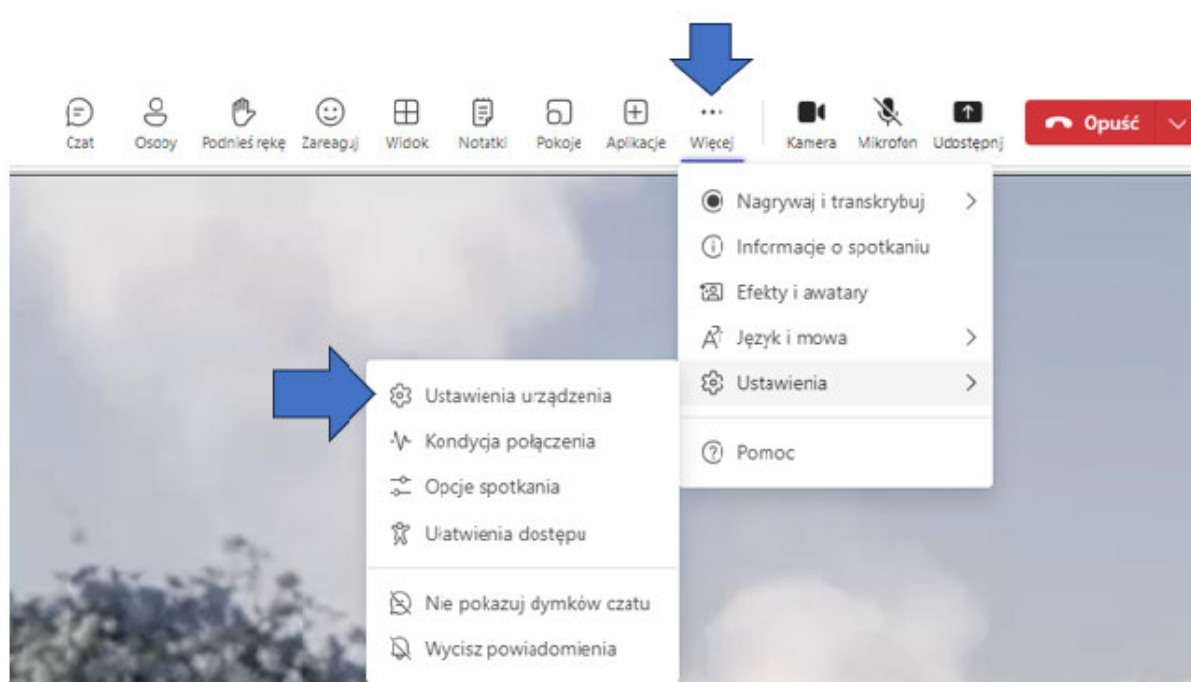 Czat Osoby Podnieś rękę Zareaguj Widok Notatki Pokoje Aplikacje Więcej Kamera Mikrofon Udostępnij Opuść
Nagrywaj i transkrybuj
Informacje o spotkaniu
Efekty i awatary
Język i mowa
Ustawienia
Pomoc
Ustawienia urządzenia
Kondycja połączenia
Opcje spotkania
Ułatwienia dostępu
Nie pokazuj dymków czatu
Wycisz powiadomienia